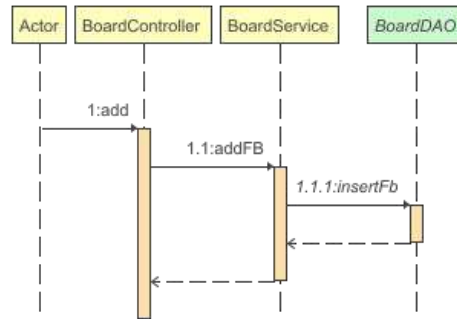 Actor
BoardController
BoardService
BoardDAO
1:add
1.1:addFB
1.1.1:insertFb